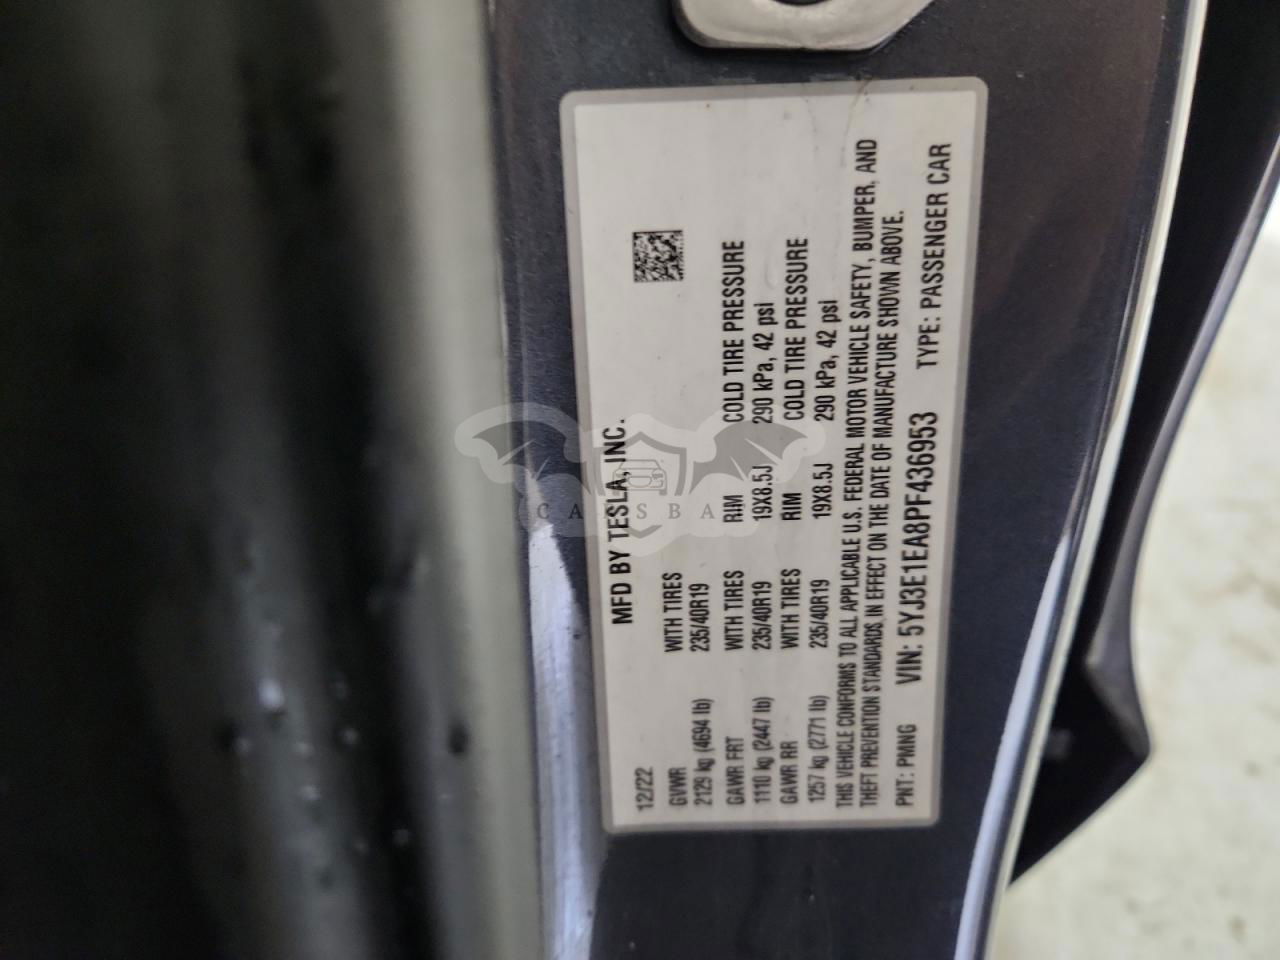 MFD BY TESLA, INC.
12/22
GVWR WITH TIRES
2129 kg (4694 lb) 235/40R19
GAWR FRT WITH TIRES RIM COLD TIRE PRESSURE
1110 kg (2447 lb) 235/40R19 19X8.5J 290 kPa, 42 psi
GAWR RR WITH TIRES RIM COLD TIRE PRESSURE
1257 kg (2771 lb) 235/40R19 19X8.5J 290 kPa, 42 psi
THIS VEHICLE CONFORMS TO ALL APPLICABLE U.S. FEDERAL MOTOR VEHICLE SAFETY, BUMPER, AND
THEFT PREVENTION STANDARDS IN EFFECT ON THE DATE OF MANUFACTURE SHOWN ABOVE.
PNT: PMNG VIN: 5YJ3E1EA8PF436953 TYPE: PASSENGER CAR